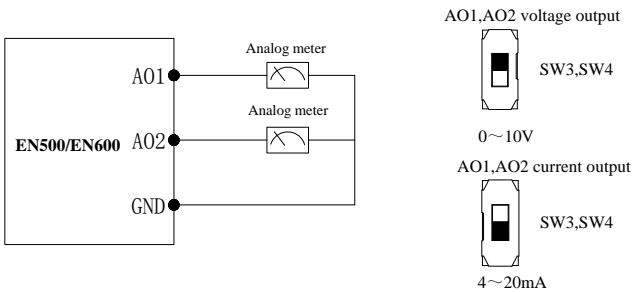 AO1,AO2 voltage output
Analog meter
AO1
SW3,SW4
Analog meter
EN500/EN600
AO2
0～10V
AO1,AO2 current output
GND
SW3,SW4
4～20mA